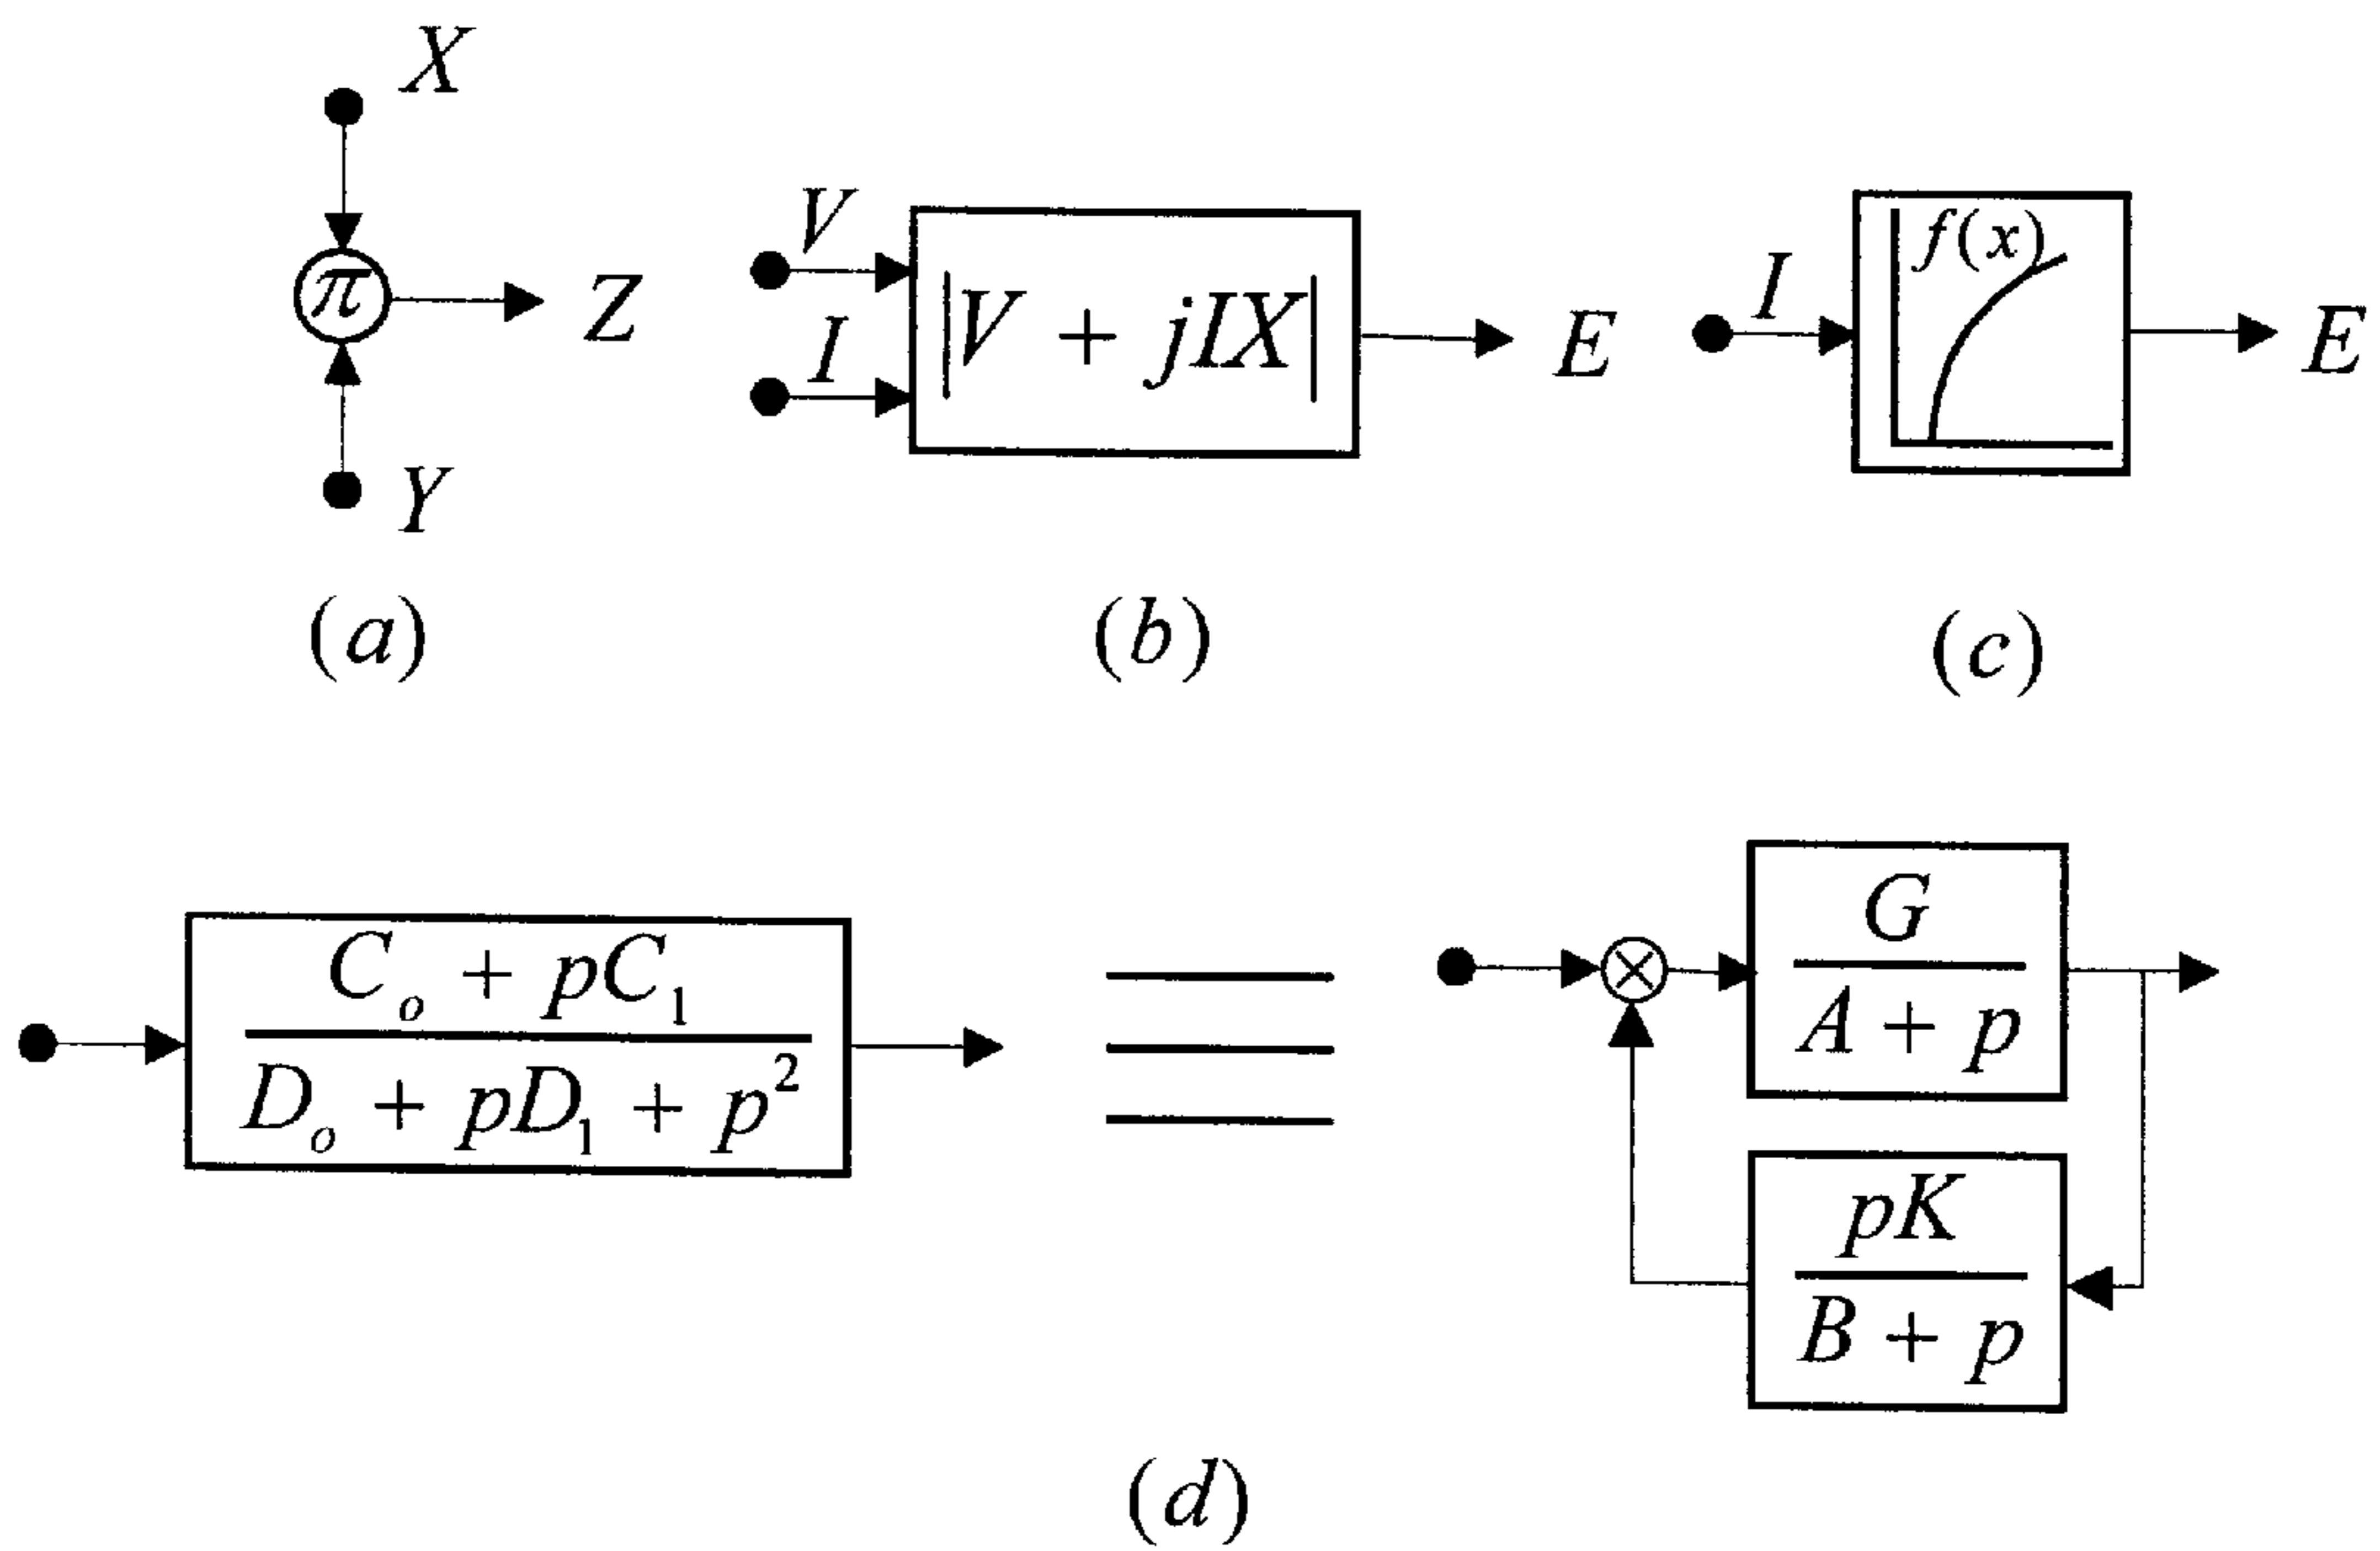 X
π
Z
Y
(a)
V
I
|V + jIX|
E
(b)
I
f(x)
E
(c)
C_o + pC_1
D_o + pD_1 + p^2
G
A + p
pK
B + p
(d)